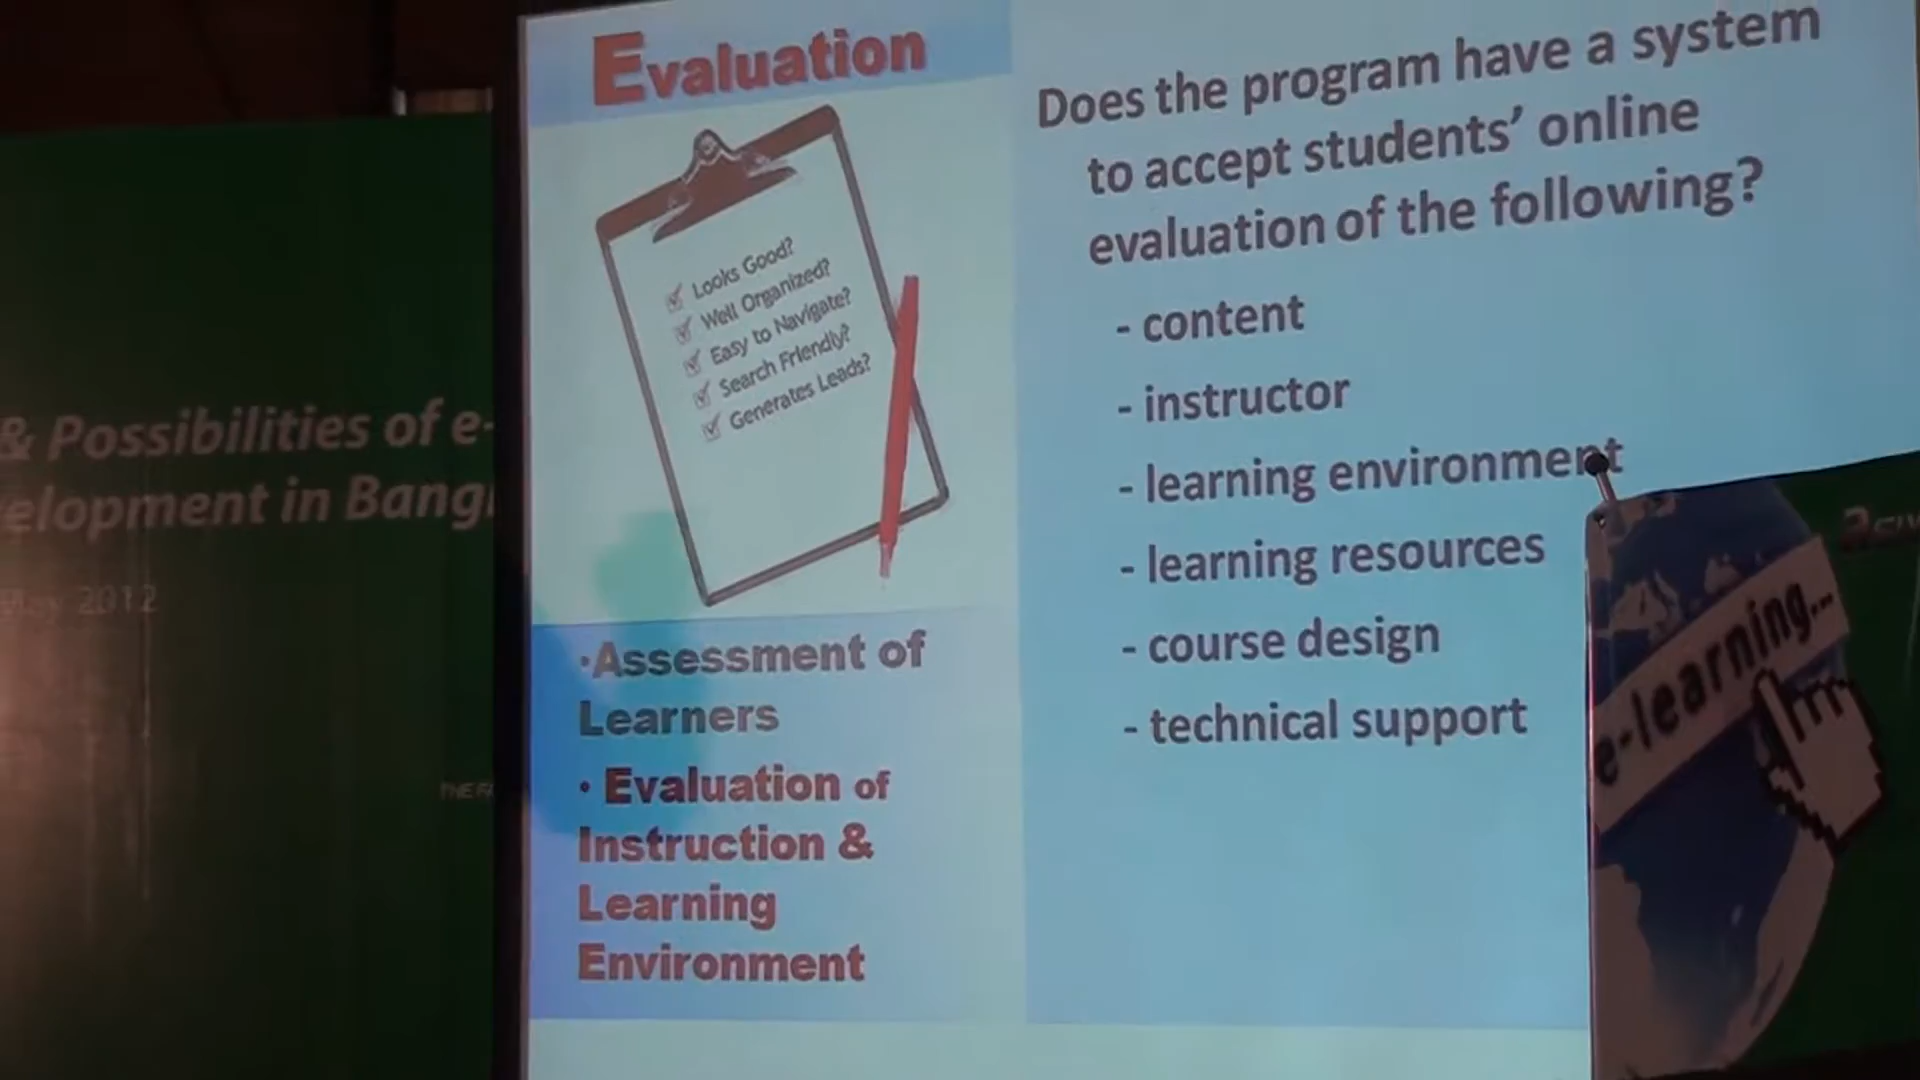 Evaluation
Looks Good?
Well Organized?
Easy to Navigate?
Search Friendly?
Generates Leads?
•Assessment of
Learners
• Evaluation of
Instruction &
Learning
Environment
Does the program have a system
to accept students’ online
evaluation of the following?
- content
- instructor
- learning environment
- learning resources
- course design
- technical support
& Possibilities of e-
elopment in Bang
May 2012
e-learning...